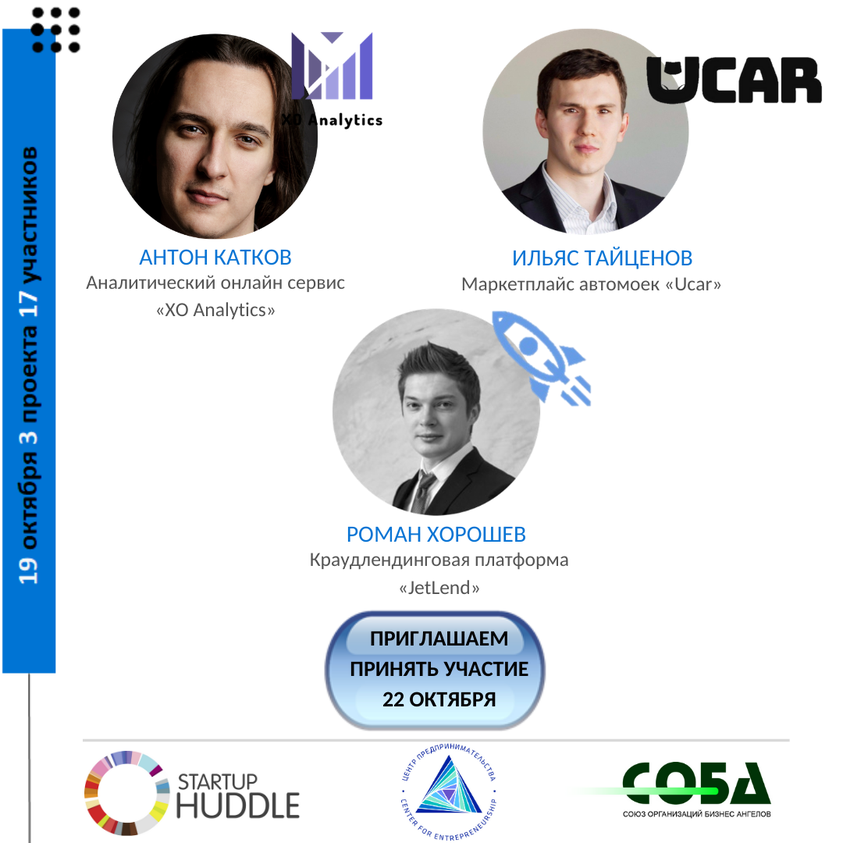 19 октября 3 проекта 17 участников
XO Analytics
UCAR
АНТОН КАТКОВ
Аналитический онлайн сервис
«XO Analytics»
ИЛЬЯС ТАЙЦЕНОВ
Маркетплайс автомоек «Ucar»
РОМАН ХОРОШЕВ
Краудлендинговая платформа
«JetLend»
ПРИГЛАШАЕМ
ПРИНЯТЬ УЧАСТИЕ
22 ОКТЯБРЯ
STARTUP
HUDDLE
ЦЕНТР ПРЕДПРИНИМАТЕЛЬСТВА
CENTER FOR ENTREPRENEURSHIP
СОБА
СОЮЗ ОРГАНИЗАЦИЙ БИЗНЕС АНГЕЛОВ